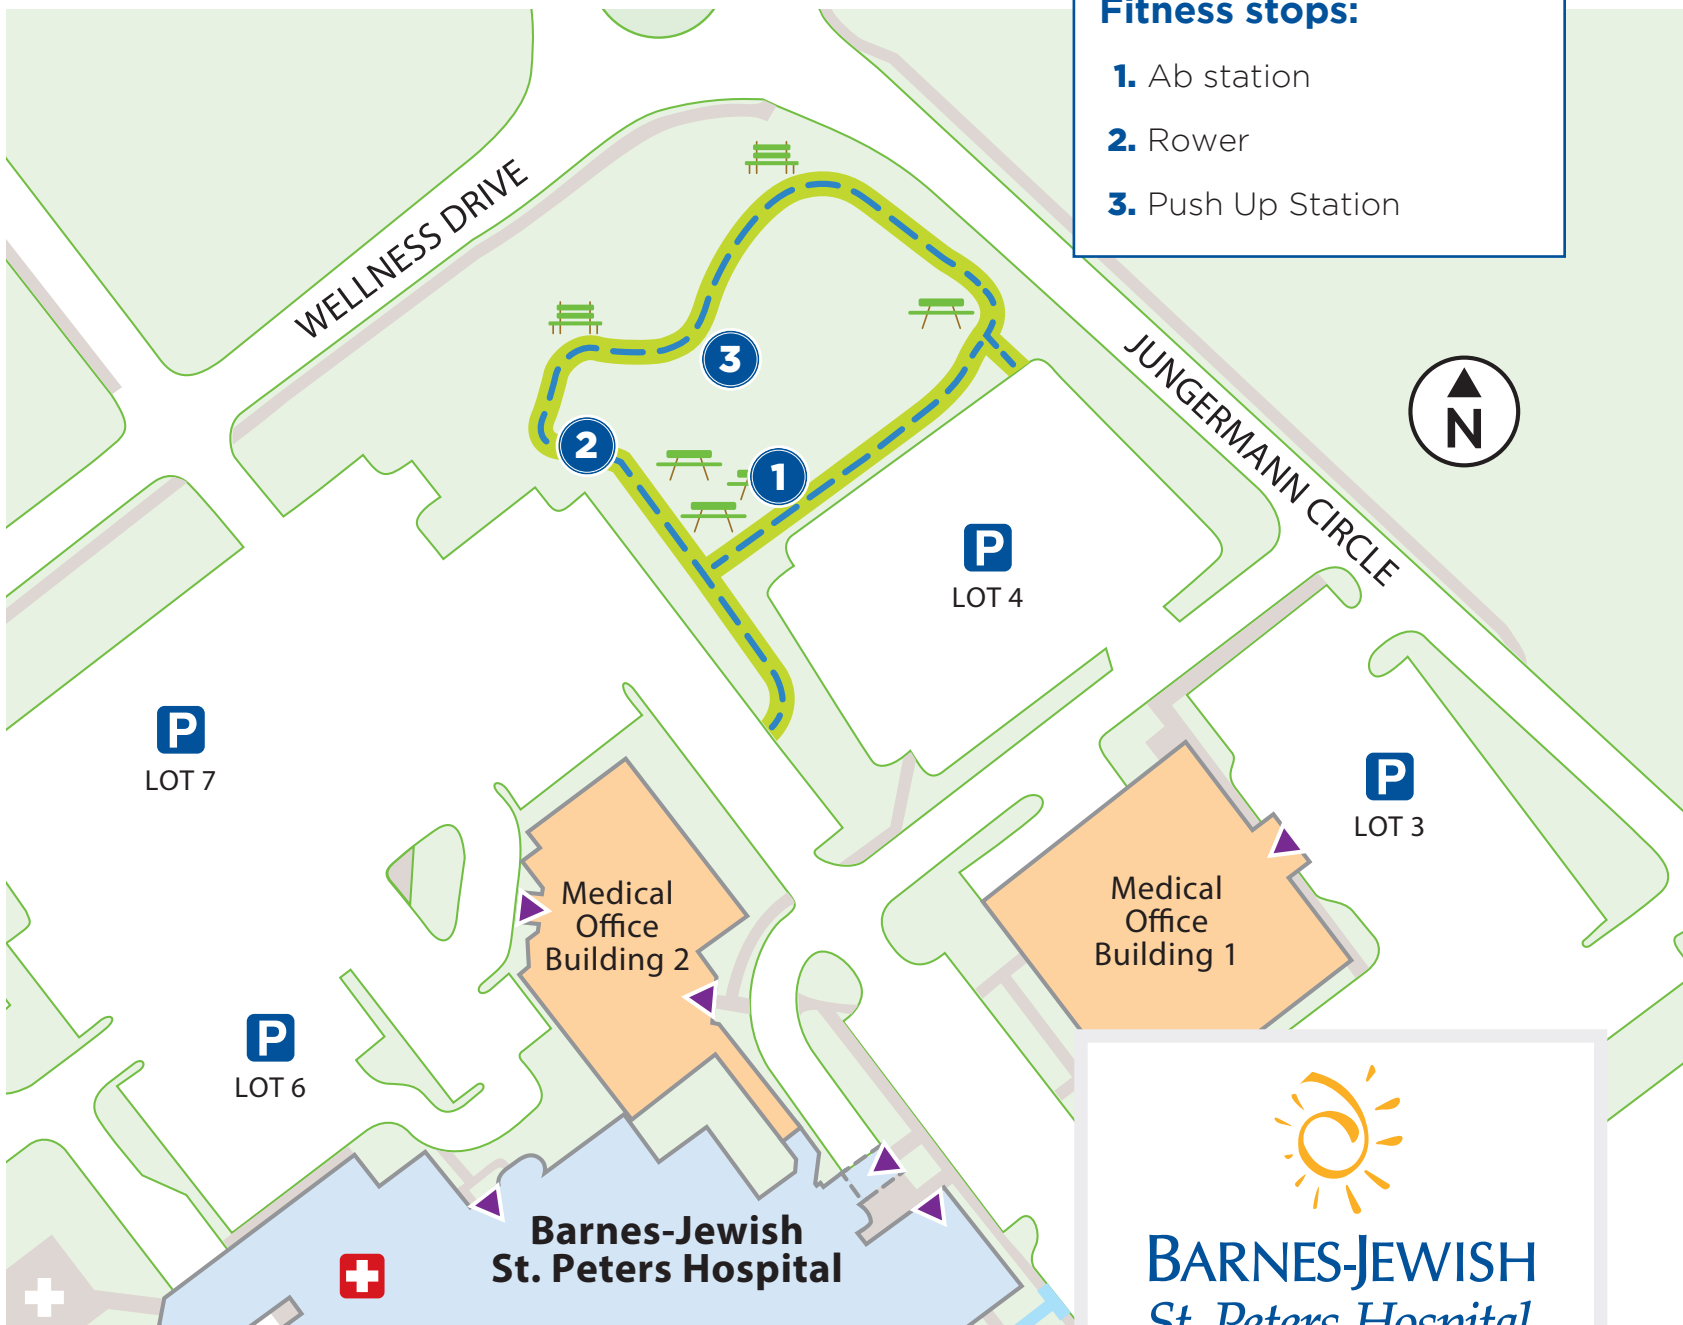 Fitness stops:
1. Ab station
2. Rower
3. Push Up Station
WELLNESS DRIVE
JUNGERMANN CIRCLE
N
3
2
1
P
LOT 4
P
LOT 7
P
LOT 3
Medical
Office
Building 2
Medical
Office
Building 1
P
LOT 6
Barnes-Jewish
St. Peters Hospital
BARNES-JEWISH
St. Peters Hospital